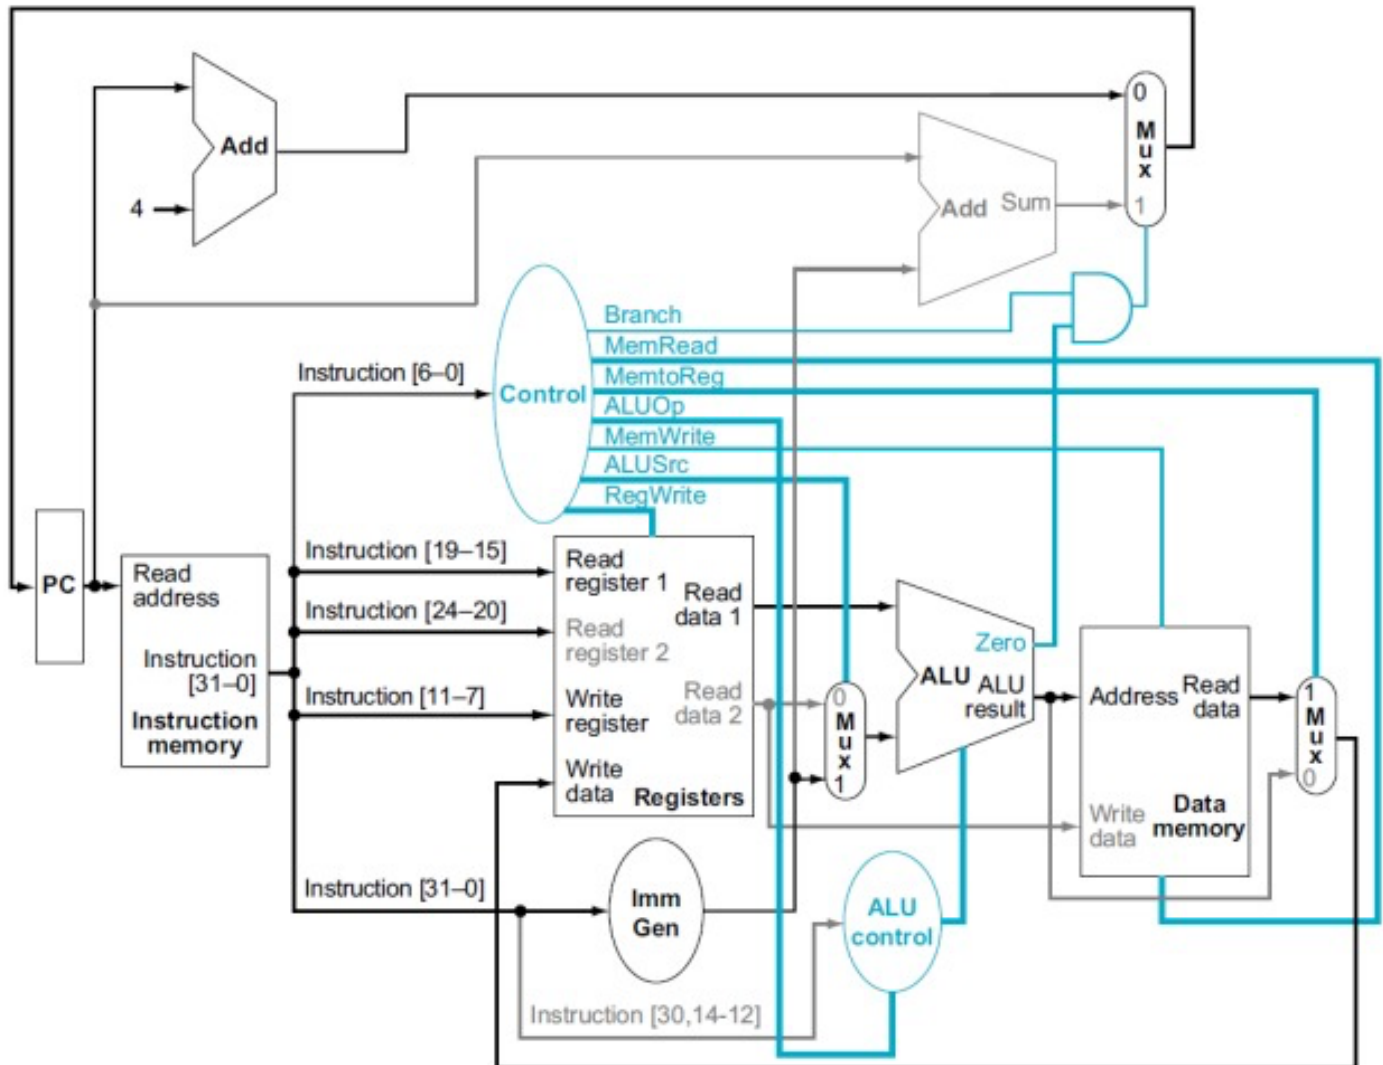 0
M
u
x
1
Add
4
Add Sum
Branch
MemRead
MemtoReg
ALUOp
MemWrite
ALUSrc
RegWrite
Control
Instruction [6–0]
Instruction [19–15]
Instruction [24–20]
Instruction [11–7]
Instruction [31–0]
Instruction [30,14-12]
PC
Read
address
Instruction
[31–0]
Instruction
memory
Read
register 1
Read
register 2
Write
register
Write
data
Read
data 1
Read
data 2
Registers
Imm
Gen
0
M
u
x
1
Zero
ALU
ALU
result
ALU
control
Address
Read
data
Write
data
Data
memory
1
M
u
x
0